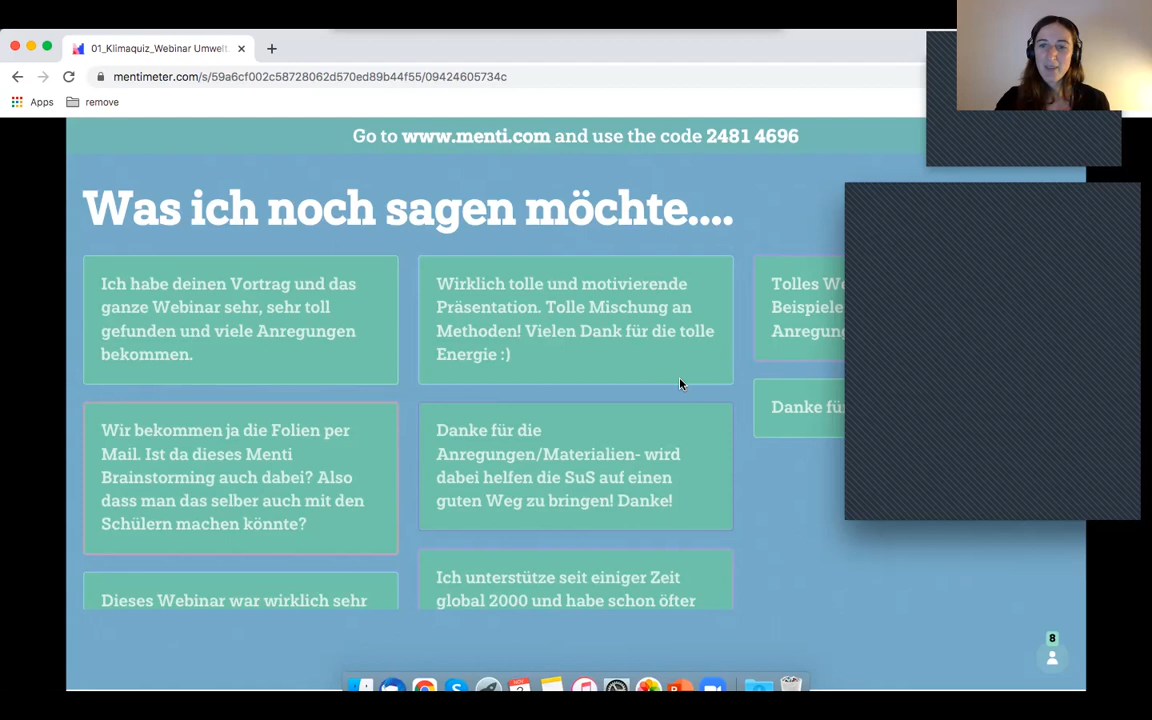 01_Klimaquiz_Webinar Umwelt
mentimeter.com/s/59a6cf002c58728062d570ed89b44f55/09424605734c
Apps
remove
Go to www.menti.com and use the code 2481 4696
Was ich noch sagen möchte....
Ich habe deinen Vortrag und das
ganze Webinar sehr, sehr toll
gefunden und viele Anregungen
bekommen.
Wir bekommen ja die Folien per
Mail. Ist da dieses Menti
Brainstorming auch dabei? Also
dass man das selber auch mit den
Schülern machen könnte?
Dieses Webinar war wirklich sehr
Wirklich tolle und motivierende
Präsentation. Tolle Mischung an
Methoden! Vielen Dank für die tolle
Energie :)
Danke für die
Anregungen/Materialien- wird
dabei helfen die SuS auf einen
guten Weg zu bringen! Danke!
Ich unterstütze seit einiger Zeit
global 2000 und habe schon öfter
Tolles
Beispiele
Danke
8